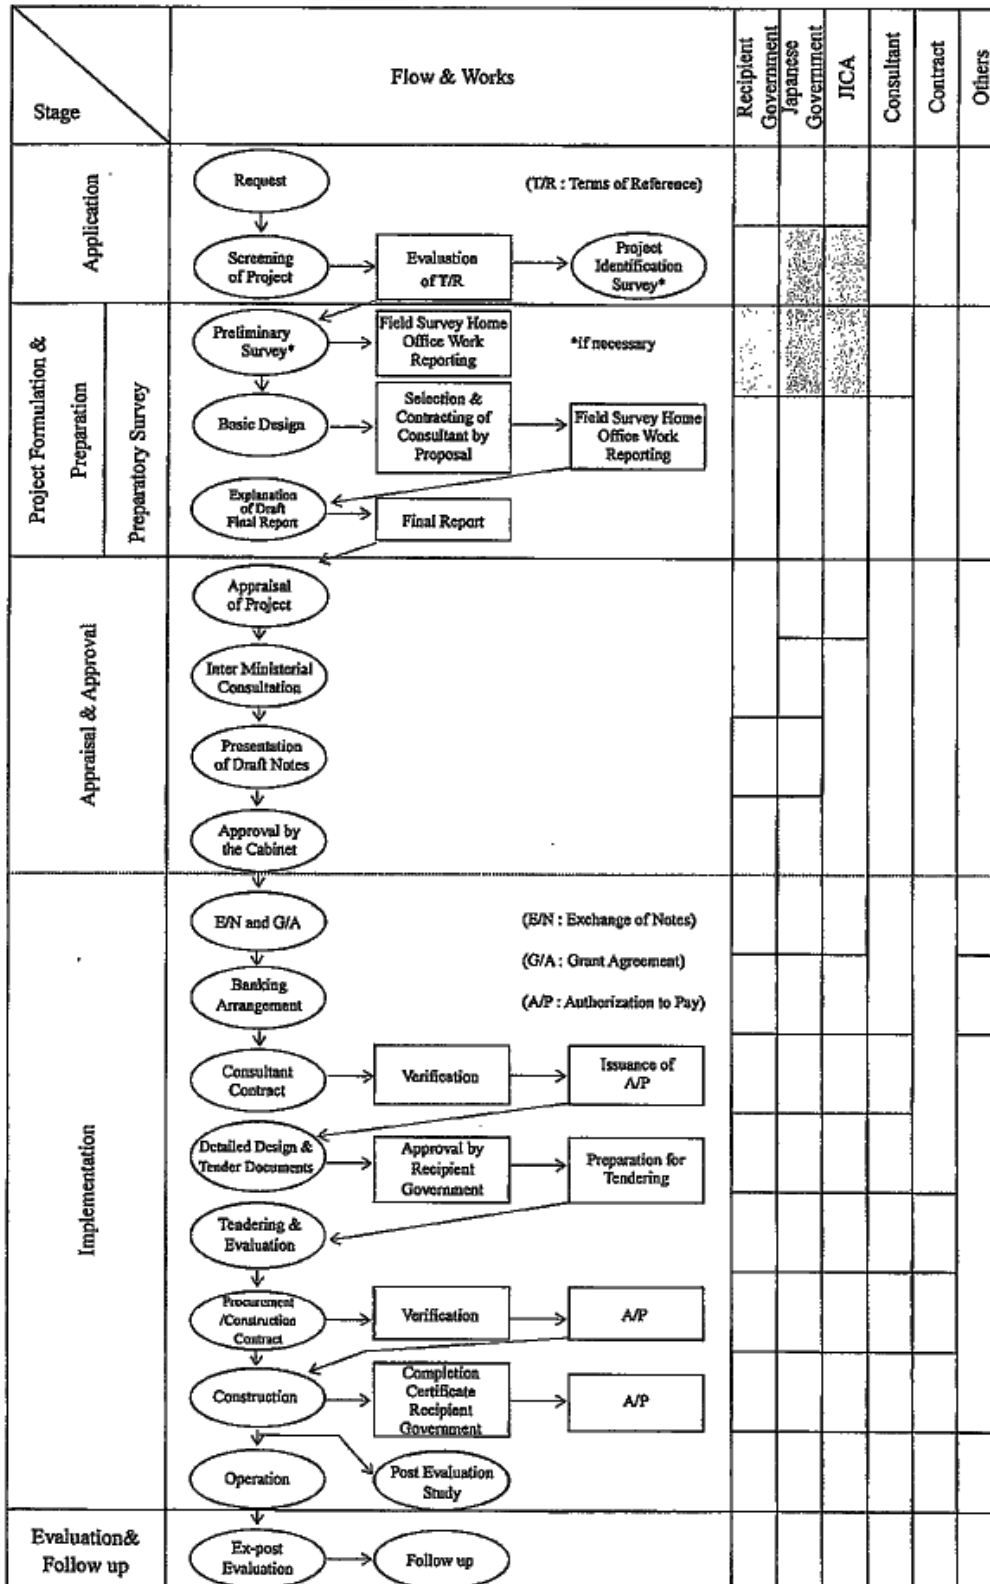 Stage
Flow & Works
Recipient
Government
Japanese
Government
JICA
Consultant
Contract
Others
Application
Request
(T/R : Terms of Reference)
Screening
of Project
Evaluation
of T/R
Project
Identification
Survey*
Project Formulation &
Preparation
Preparatory Survey
Preliminary
Survey*
Field Survey Home
Office Work
Reporting
*if necessary
Basic Design
Selection &
Contracting of
Consultant by
Proposal
Field Survey Home
Office Work
Reporting
Explanation
of Draft
Final Report
Final Report
Appraisal & Approval
Appraisal
of Project
Inter Ministerial
Consultation
Presentation
of Draft Notes
Approval by
the Cabinet
Implementation
E/N and G/A
(E/N : Exchange of Notes)
(G/A : Grant Agreement)
Banking
Arrangement
(A/P : Authorization to Pay)
Consultant
Contract
Verification
Issuance of
A/P
Detailed Design &
Tender Documents
Approval by
Recipient
Government
Preparation for
Tendering
Tendering &
Evaluation
Procurement
/Construction
Contract
Verification
A/P
Construction
Completion
Certificate
Recipient
Government
A/P
Operation
Post Evaluation
Study
Evaluation&
Follow up
Ex-post
Evaluation
Follow up